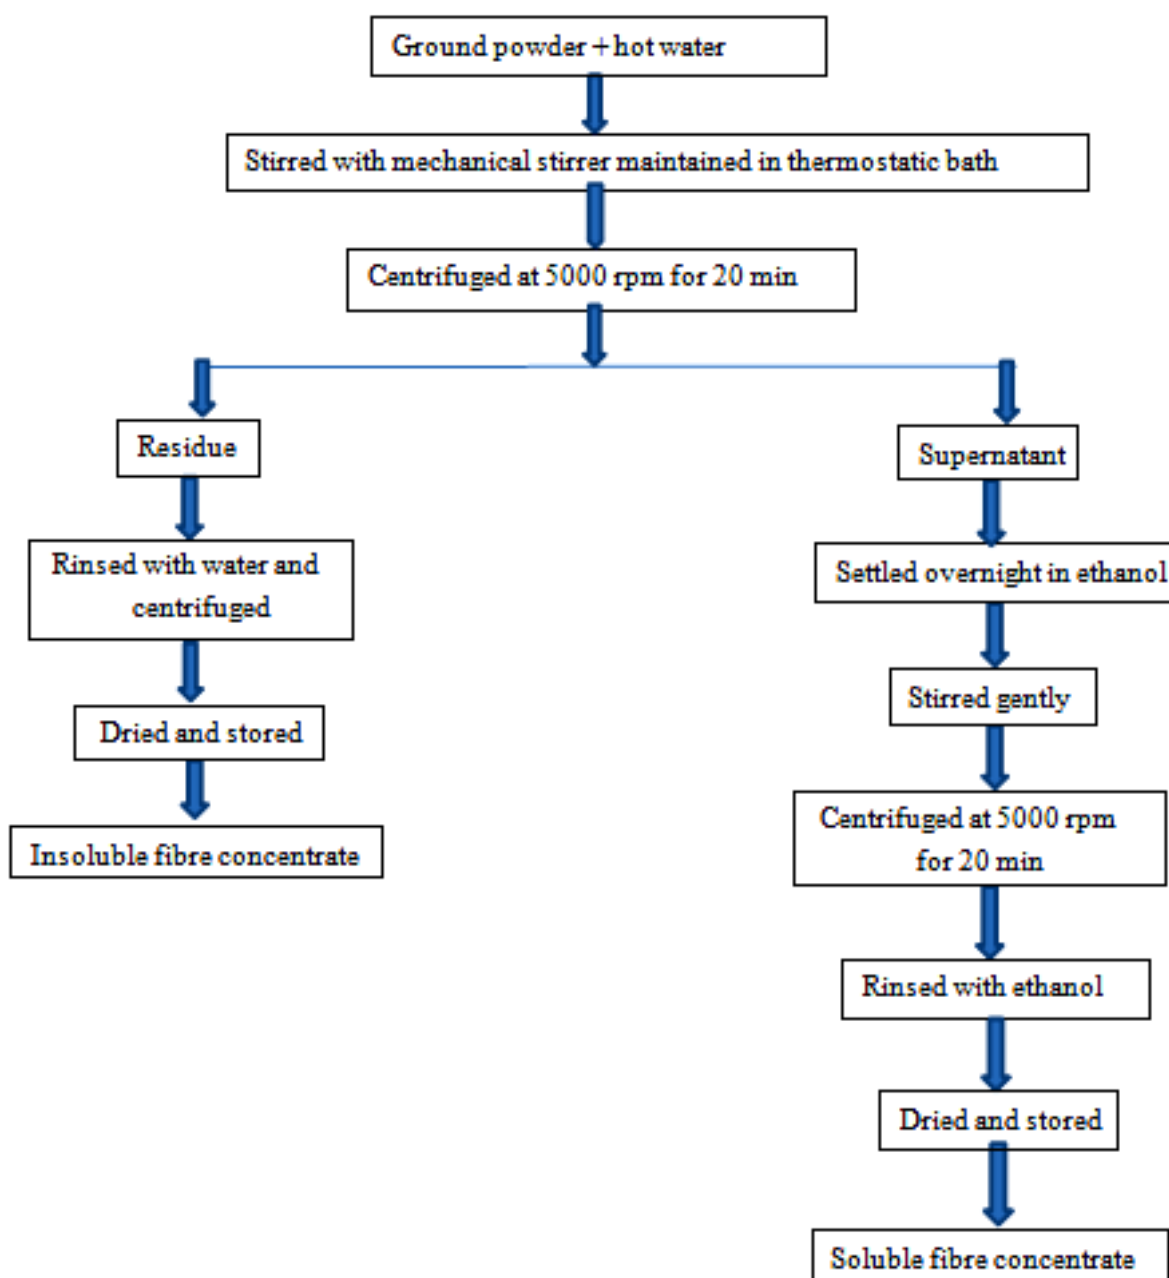 Ground powder + hot water
Stirred with mechanical stirrer maintained in thermostatic bath
Centrifuged at 5000 rpm for 20 min
Residue
Rinsed with water and
centrifuged
Dried and stored
Insoluble fibre concentrate
Supernatant
Settled overnight in ethanol
Stirred gently
Centrifuged at 5000 rpm
for 20 min
Rinsed with ethanol
Dried and stored
Soluble fibre concentrate